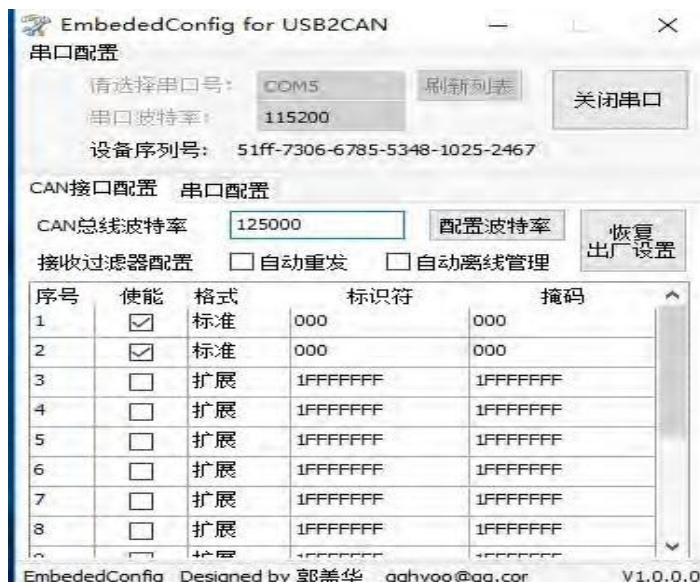 EmbededConfig for USB2CAN
串口配置
请选择串口号: COM5 刷新列表 关闭串口
串口波特率: 115200
设备序列号: 51ff-7306-6785-5348-1025-2467
CAN接口配置 串口配置
CAN总线波特率 125000 配置波特率 恢复出厂设置
接收过滤器配置 自动重发 自动离线管理
序号 使能 格式 标识符 掩码
1 标准 000 000
2 标准 000 000
3 扩展 1FFFFFFF 1FFFFFFF
4 扩展 1FFFFFFF 1FFFFFFF
5 扩展 1FFFFFFF 1FFFFFFF
6 扩展 1FFFFFFF 1FFFFFFF
7 扩展 1FFFFFFF 1FFFFFFF
8 扩展 1FFFFFFF 1FFFFFFF
EmbededConfig Designed by 郭美华 V1.0.0.0